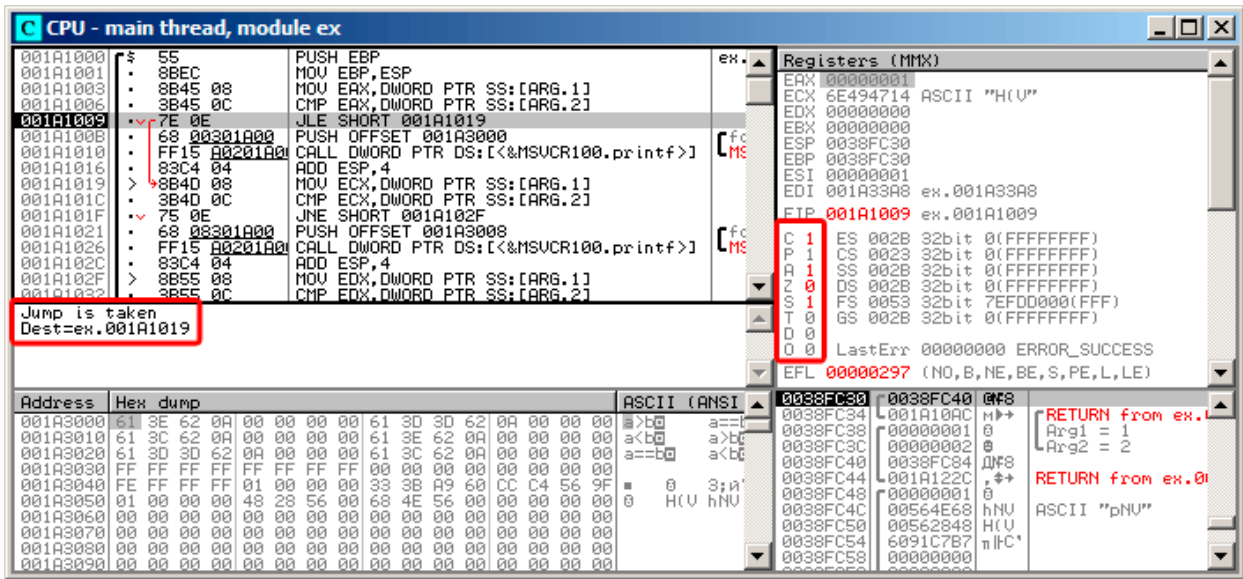 CPU - main thread, module ex
001A1000 $ 55 PUSH EBP ex.
001A1001 . 8BEC MOV EBP,ESP
001A1003 . 8B45 08 MOV EAX,DWORD PTR SS:[ARG.1]
001A1006 . 3B45 0C CMP EAX,DWORD PTR SS:[ARG.2]
001A1009 . 7E 0E JLE SHORT 001A1019
001A100B . 68 00301A00 PUSH OFFSET 001A3000
001A1010 . FF15 A0201A00 CALL DWORD PTR DS:[<&MSVCR100.printf>]
001A1016 . 83C4 04 ADD ESP,4
001A1019 > 8B4D 08 MOV ECX,DWORD PTR SS:[ARG.1]
001A101C . 3B4D 0C CMP ECX,DWORD PTR SS:[ARG.2]
001A101F . 75 0E JNE SHORT 001A102F
001A1021 . 68 08301A00 PUSH OFFSET 001A3008
001A1026 . FF15 A0201A00 CALL DWORD PTR DS:[<&MSVCR100.printf>]
001A102C . 83C4 04 ADD ESP,4
001A102F > 8B55 08 MOV EDX,DWORD PTR SS:[ARG.1]
001A1032 . 3B55 0C CMP EDX,DWORD PTR SS:[ARG.2]
Jump is taken
Dest=ex.001A1019
Registers (MMX)
EAX 00000001
ECX 6E494714 ASCII "H(V"
EDX 00000000
EBX 00000000
ESP 0038FC30
EBP 0038FC30
ESI 00000001
EDI 001A33A8 ex.001A33A8
EIP 001A1009 ex.001A1009
C 1 ES 002B 32bit 0(FFFFFFFF)
P 1 CS 0023 32bit 0(FFFFFFFF)
A 1 SS 002B 32bit 0(FFFFFFFF)
Z 0 DS 002B 32bit 0(FFFFFFFF)
S 1 FS 0053 32bit 7EFDD000(FFF)
T 0 GS 002B 32bit 0(FFFFFFFF)
D 0
O 0 LastErr 00000000 ERROR_SUCCESS
EFL 00000297 (NO,B,NE,BE,S,PE,L,LE)
Address Hex dump ASCII (ANSI
001A3000 61 3E 62 0A 00 00 00 00 61 3D 3D 62 0A 00 00 00 a>b a==
001A3010 61 3C 62 0A 00 00 00 00 61 3E 62 0A 00 00 00 00 a<b a>b
001A3020 61 3D 3D 62 0A 00 00 00 61 3C 62 0A 00 00 00 00 a==b a<b
001A3030 FF FF FF FF FF FF FF FF 00 00 00 00 00 00 00 00
001A3040 FE FF FF FF 01 00 00 00 33 3B A9 60 CC C4 56 9F
001A3050 01 00 00 00 48 28 56 00 68 4E 56 00 00 00 00 00 H(V hNV
001A3060 00 00 00 00 00 00 00 00 00 00 00 00 00 00 00 00
001A3070 00 00 00 00 00 00 00 00 00 00 00 00 00 00 00 00
001A3080 00 00 00 00 00 00 00 00 00 00 00 00 00 00 00 00
001A3090 00 00 00 00 00 00 00 00 00 00 00 00 00 00 00 00
0038FC30 0038FC40
0038FC34 001A10AC RETURN from ex.
0038FC38 00000001 Arg1 = 1
0038FC3C 00000002 Arg2 = 2
0038FC40 0038FC84
0038FC44 001A122C RETURN from ex.
0038FC48 00000001
0038FC4C 00564E68 hNV ASCII "pNV"
0038FC50 00562848 H(V
0038FC54 6091C7B7
0038FC58 00000000